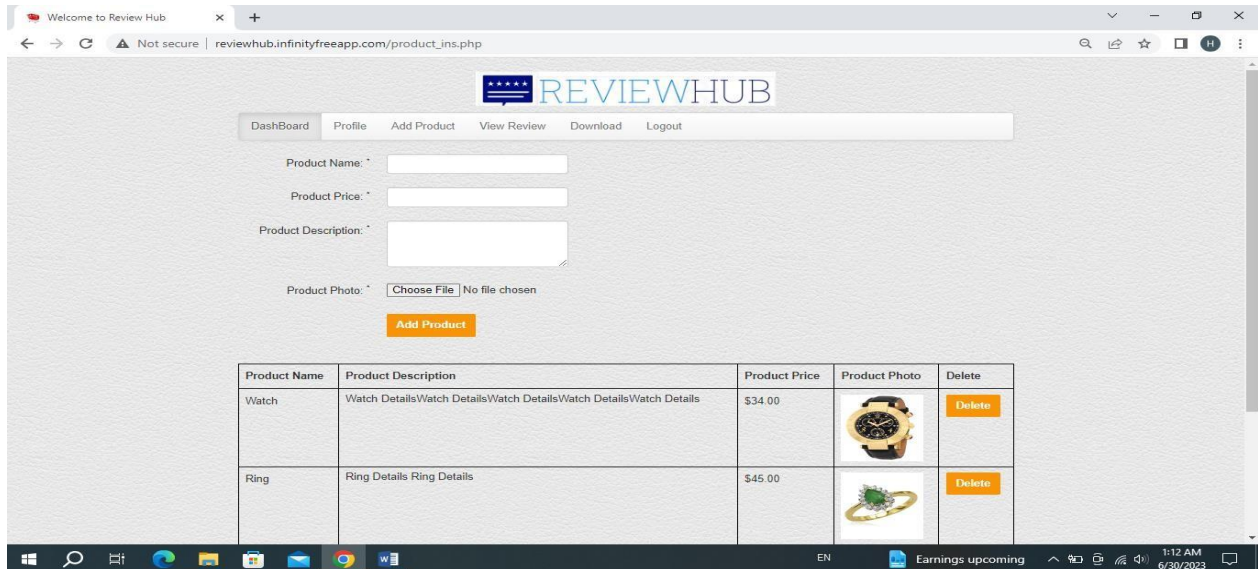 Welcome to Review Hub
Not secure | reviewhub.infinityfreeapp.com/product_ins.php
H
REVIEWHUB
DashBoard Profile Add Product View Review Download Logout
Product Name: *
Product Price: *
Product Description: *
Product Photo: * Choose File No file chosen
Add Product
Product Name Product Description Product Price Product Photo Delete
Watch Watch DetailsWatch DetailsWatch DetailsWatch DetailsWatch Details $34.00 Delete
Ring Ring Details Ring Details $45.00 Delete
EN Earnings upcoming 1:12 AM
6/30/2023